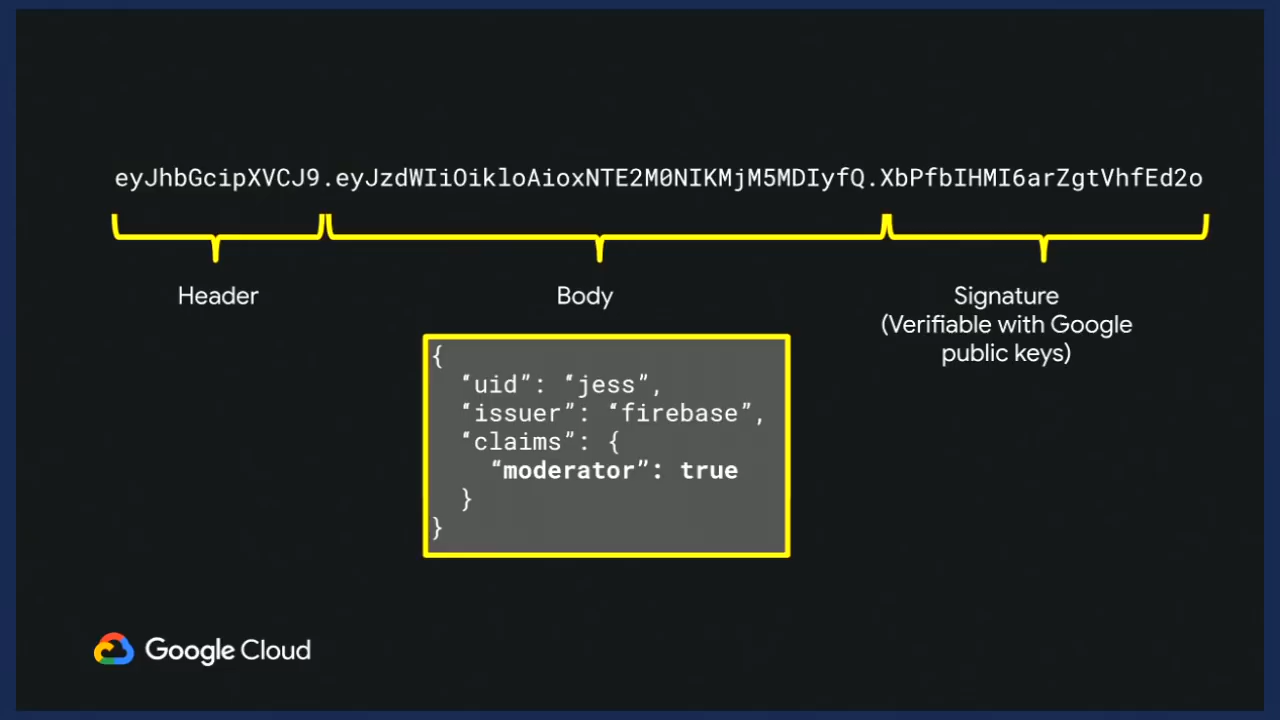 eyJhbGcipXVCJ9.eyJzdWIiOikloAioxNTE2M0NIKMjM5MDIyfQ.XbPfbIHMI6arZgtVhfEd2o
Header
Body
Signature
(Verifiable with Google
public keys)
{
  “uid”: “jess”,
  “issuer”: “firebase”,
  “claims”: {
    “moderator”: true
  }
}
Google Cloud